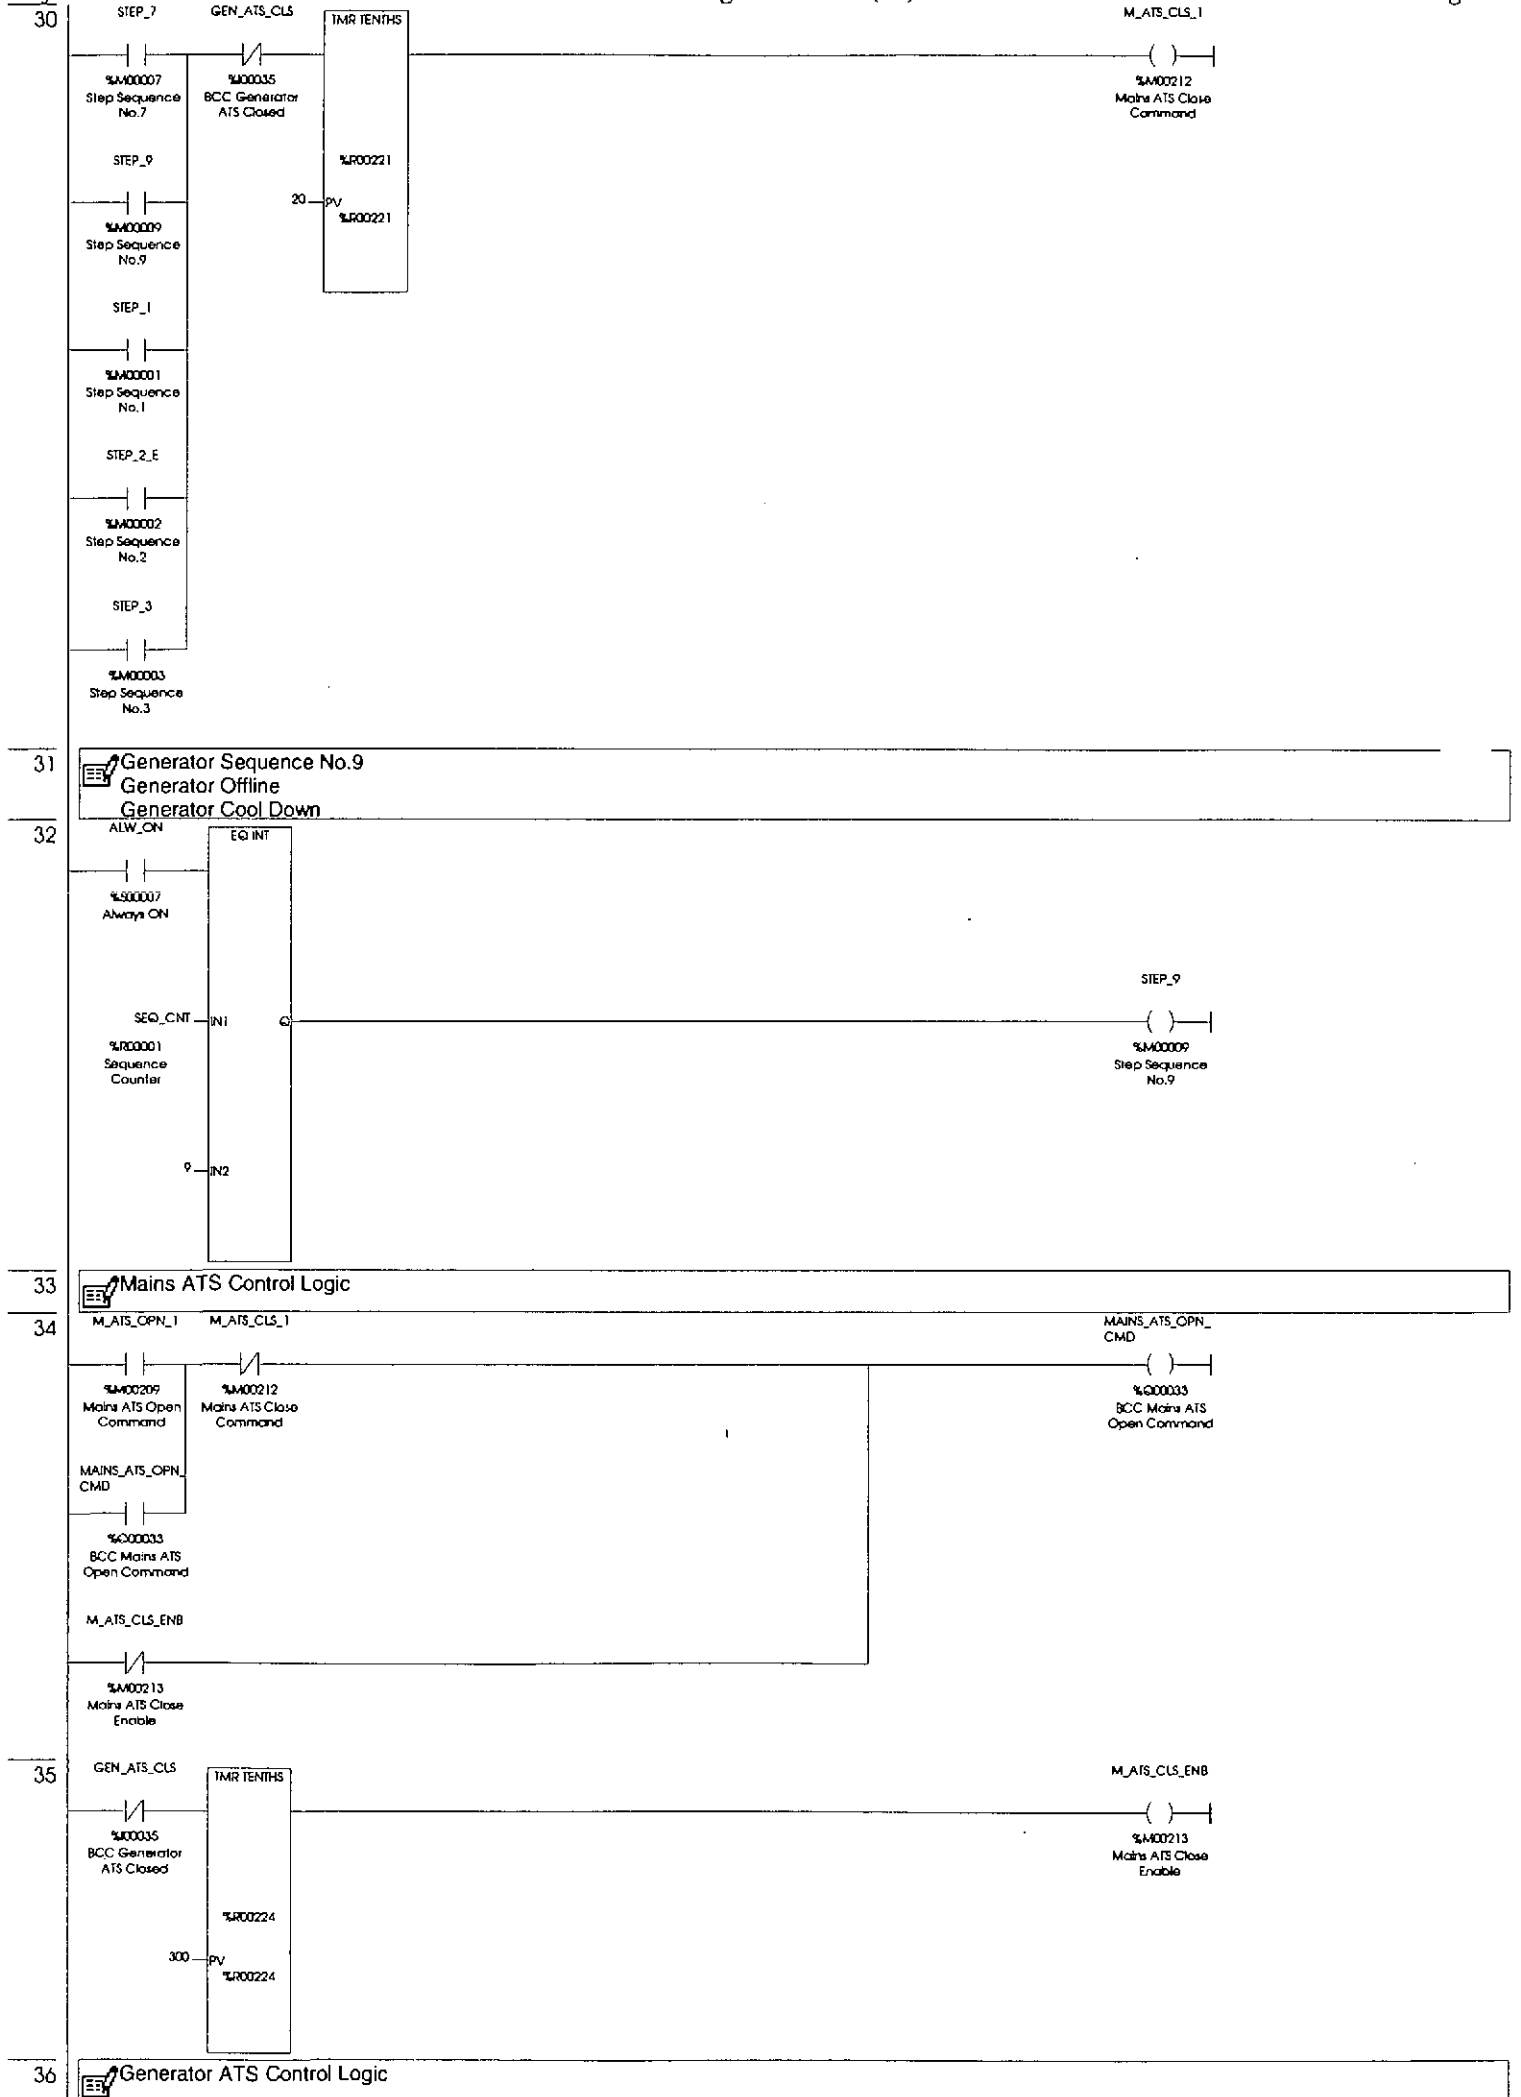 30
STEP_7 GEN_ATS_CLS TMR TENTHS M_ATS_CLS_1
%M00007 %I00035 %M00212
Step Sequence BCC Generator Mains ATS Close
No.7 ATS Closed Command
STEP_9 %R00221
20 PV
%R00221
%M00009
Step Sequence
No.9
STEP_1
%M00001
Step Sequence
No.1
STEP_2_E
%M00002
Step Sequence
No.2
STEP_3
%M00003
Step Sequence
No.3
31 Generator Sequence No.9
Generator Offline
Generator Cool Down
32 ALW_ON EQ INT
%S00007
Always ON
STEP_9
SEQ_CNT IN1 Q
%R00001 %M00009
Sequence Step Sequence
Counter No.9
9 IN2
33 Mains ATS Control Logic
34 M_ATS_OPN_1 M_ATS_CLS_1 MAINS_ATS_OPN_
CMD
%M00209 %M00212 %Q00033
Mains ATS Open Mains ATS Close BCC Mains ATS
Command Command Open Command
MAINS_ATS_OPN_
CMD
%Q00033
BCC Mains ATS
Open Command
M_ATS_CLS_ENB
%M00213
Mains ATS Close
Enable
35 GEN_ATS_CLS TMR TENTHS M_ATS_CLS_ENB
%I00035 %M00213
BCC Generator Mains ATS Close
ATS Closed Enable
%R00224
300 PV
%R00224
36 Generator ATS Control Logic